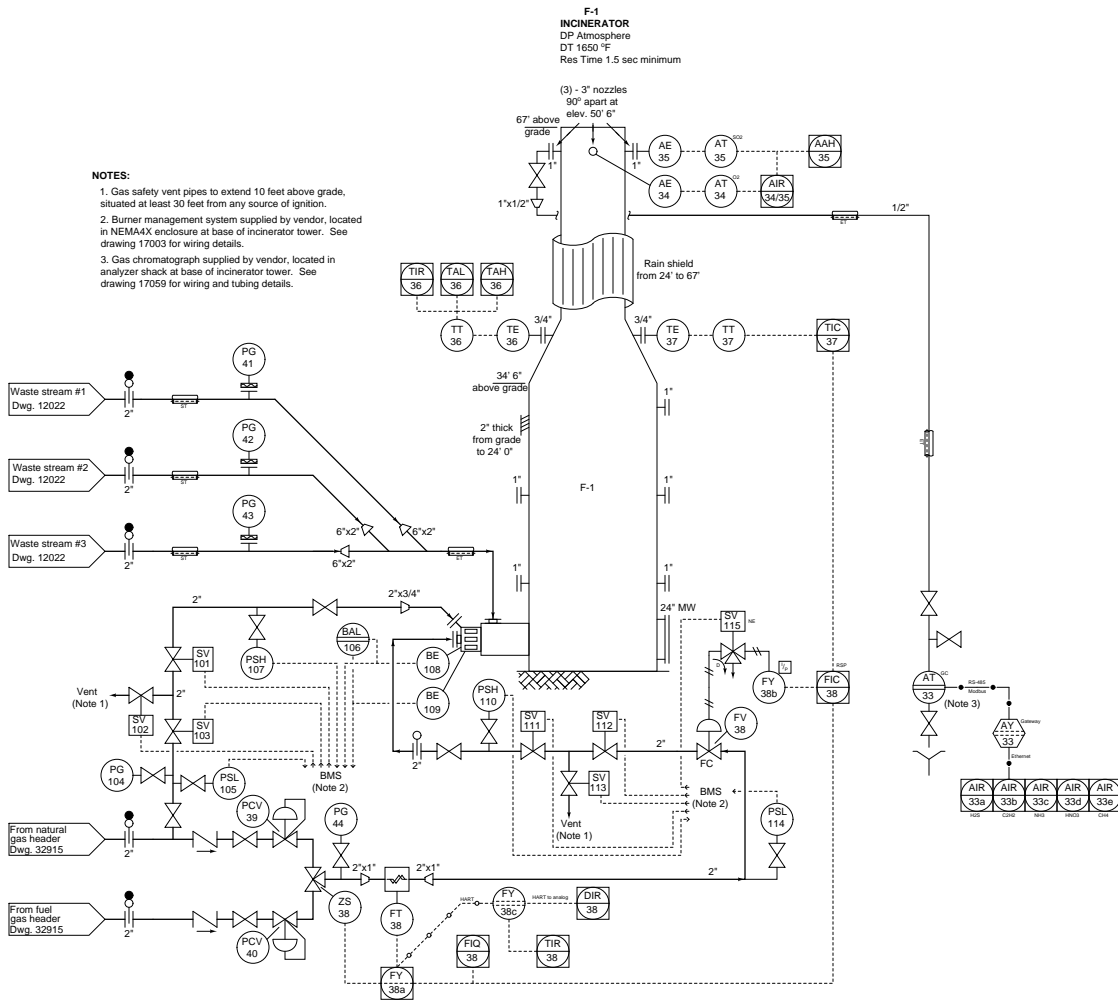 F-1
INCINERATOR
DP Atmosphere
DT 1650 °F
Res Time 1.5 sec minimum
(3) - 3" nozzles
90° apart at
elev. 50' 6"
67' above
grade
1"
1"
AE
35
AT
35
SO2
AAH
35
AE
34
AT
34
O2
AIR
34/35
1"x1/2"
ET
1/2"
NOTES:
1. Gas safety vent pipes to extend 10 feet above grade,
situated at least 30 feet from any source of ignition.
2. Burner management system supplied by vendor, located
in NEMA4X enclosure at base of incinerator tower. See
drawing 17003 for wiring details.
3. Gas chromatograph supplied by vendor, located in
analyzer shack at base of incinerator tower. See
drawing 17059 for wiring and tubing details.
Rain shield
from 24' to 67'
TIR
36
TAL
36
TAH
36
TT
36
TE
36
3/4"
3/4"
TE
37
TT
37
TIC
37
34' 6"
above grade
2" thick
from grade
to 24' 0"
F-1
1"
1"
1"
1"
1"
24" MW
ET
PG
41
Waste stream #1
Dwg. 12022
2"
ST
PG
42
Waste stream #2
Dwg. 12022
2"
ST
PG
43
Waste stream #3
Dwg. 12022
2"
ST
6"x2"
6"x2"
6"x2"
ET
2"
2"x3/4"
SV
101
PSH
107
BAL
106
BE
108
BE
109
Vent
(Note 1)
2"
SV
102
SV
103
PG
104
PSL
105
BMS
(Note 2)
PSH
110
2"
SV
111
SV
112
2"
SV
113
Vent
(Note 1)
BMS
(Note 2)
PSL
114
SV
115
NE
D
FY
38b
I/P
FIC
38
RSP
FV
38
FC
AT
33
GC
(Note 3)
RS-485
Modbus
AY
33
Gateway
Ethernet
AIR
33a
AIR
33b
AIR
33c
AIR
33d
AIR
33e
H2S
C2H2
NH3
HNO3
CH4
From natural
gas header
Dwg. 32915
2"
PCV
39
PG
44
2"x1"
2"x1"
2"
From fuel
gas header
Dwg. 32915
2"
PCV
40
ZS
38
FT
38
HART
FY
38c
HART to analog
DIR
38
FIQ
38
TIR
38
FY
38a